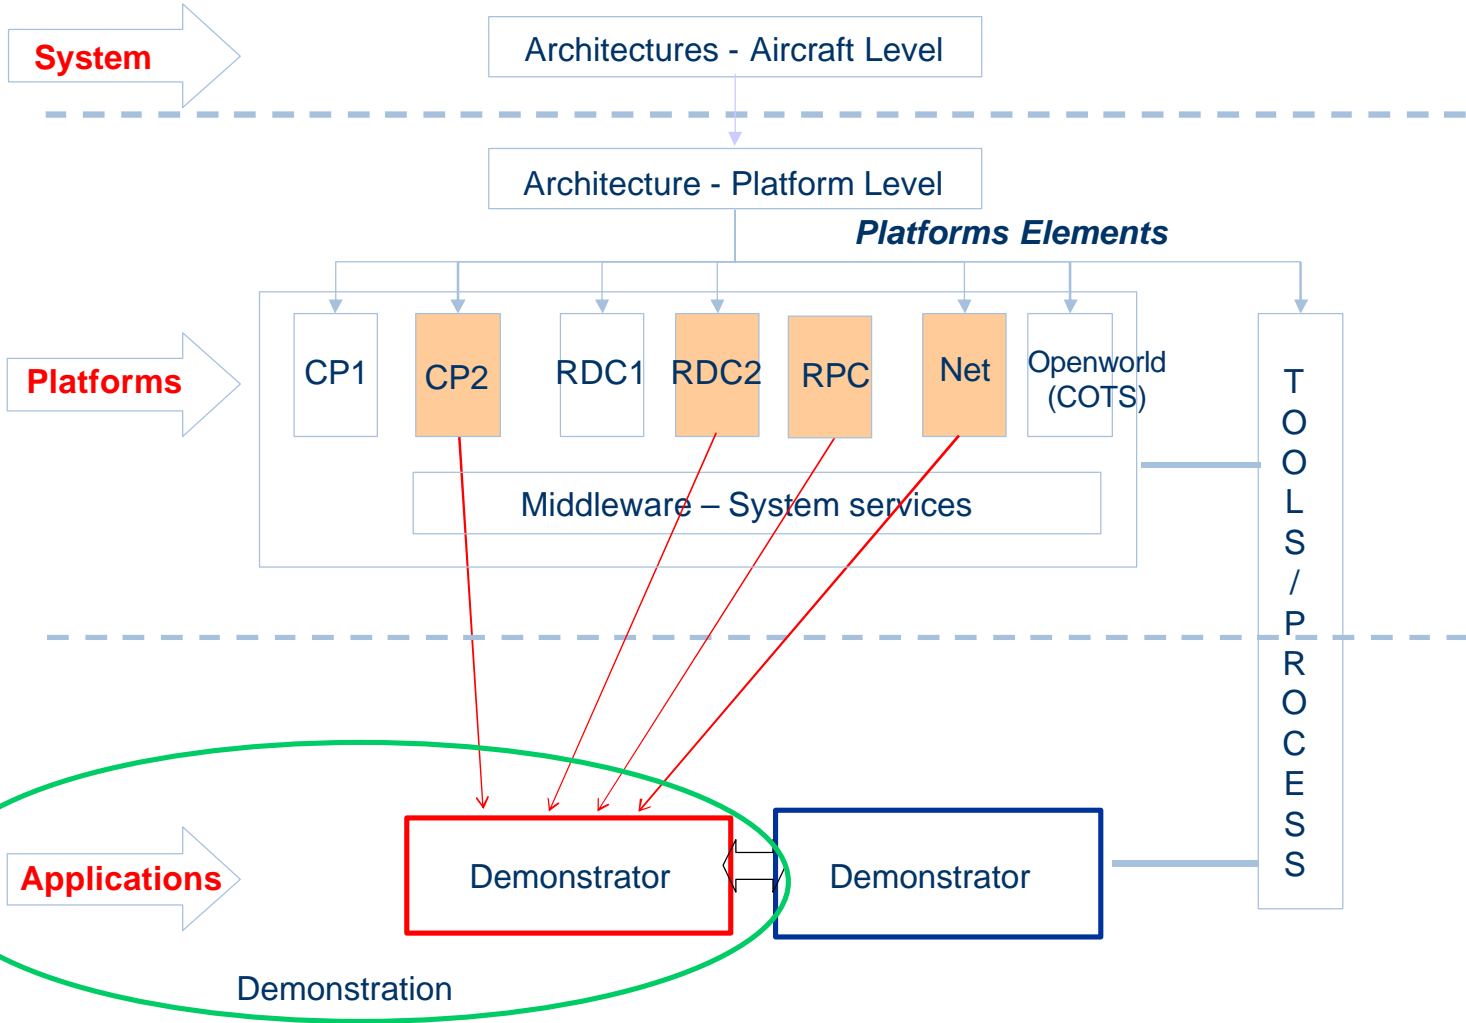 System
Architectures - Aircraft Level
Architecture - Platform Level
Platforms Elements
Platforms
CP1
CP2
RDC1
RDC2
RPC
Net
Openworld
(COTS)
Middleware – System services
T
O
O
L
S
/
P
R
O
C
E
S
S
Applications
Demonstrator
Demonstrator
Demonstration